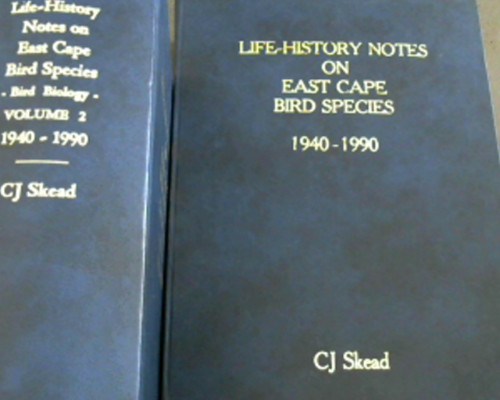 Life-History
Notes on
East Cape
Bird Species
- Bird Biology -
VOLUME 2
1940 - 1990
CJ Skead
LIFE-HISTORY NOTES
ON
EAST CAPE
BIRD SPECIES
1940 - 1990
CJ Skead